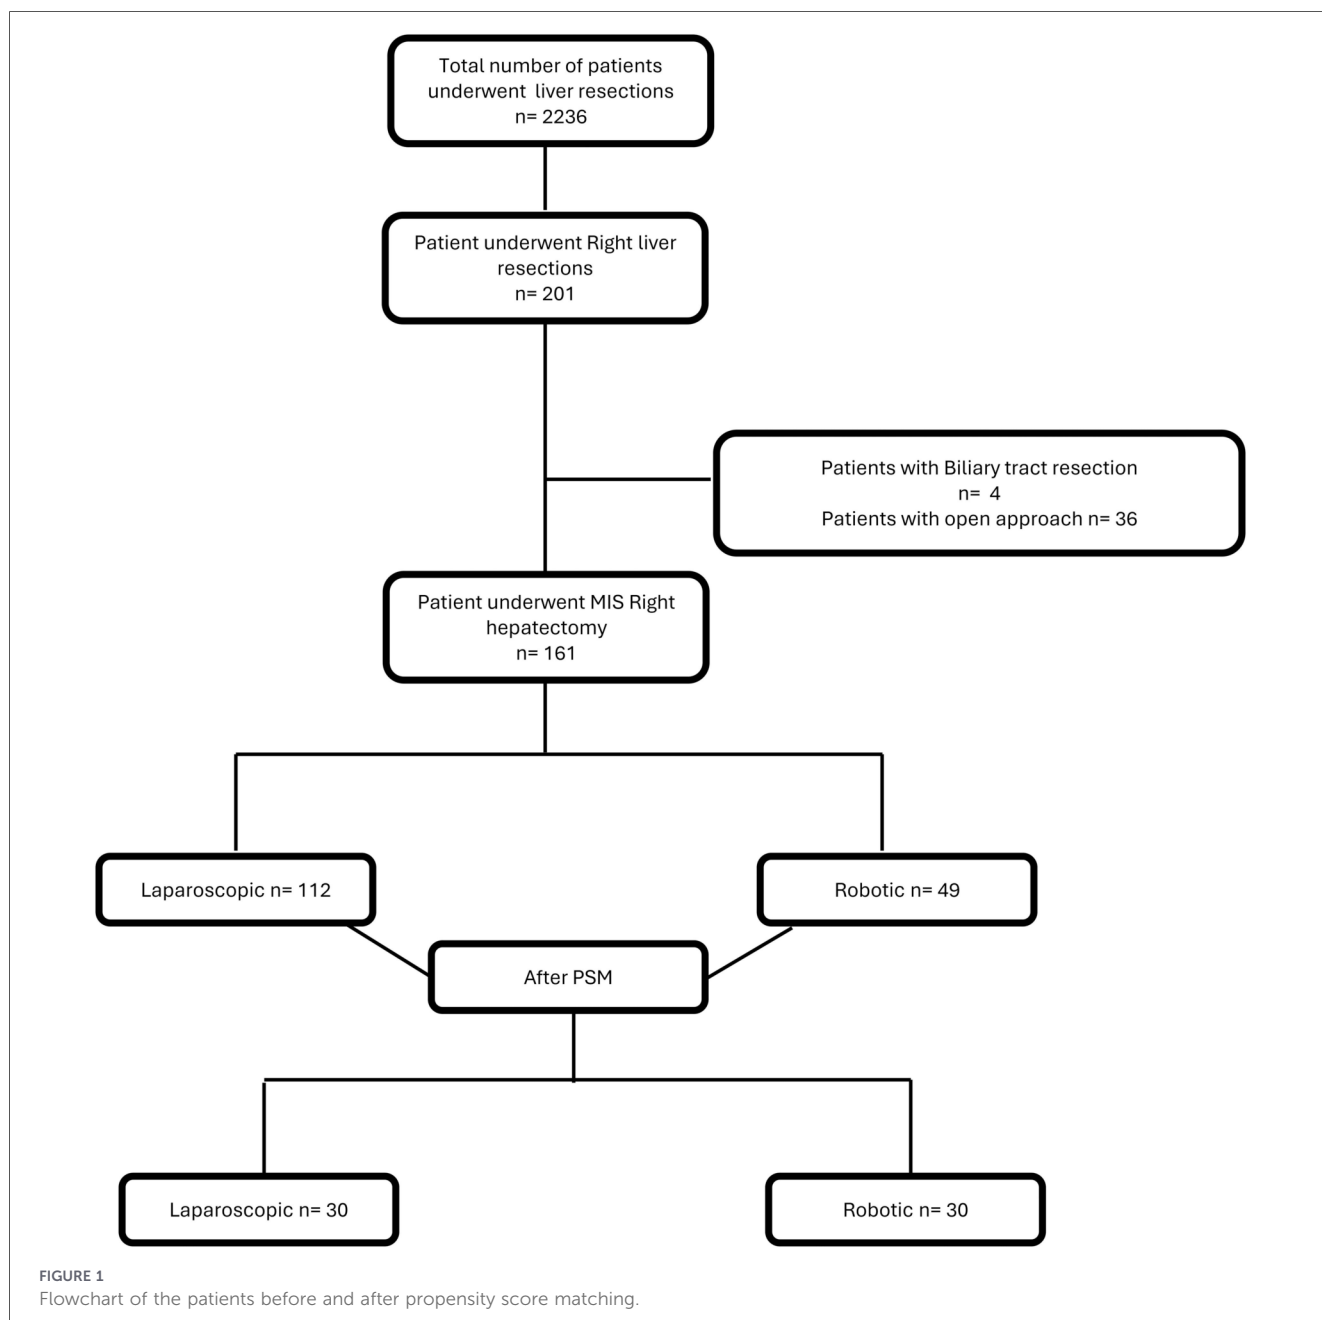 Total number of patients
underwent liver resections
n= 2236
Patient underwent Right liver
resections
n= 201
Patients with Biliary tract resection
n= 4
Patients with open approach n= 36
Patient underwent MIS Right
hepatectomy
n= 161
Laparoscopic n= 112
Robotic n= 49
After PSM
Laparoscopic n= 30
Robotic n= 30
FIGURE 1
Flowchart of the patients before and after propensity score matching.